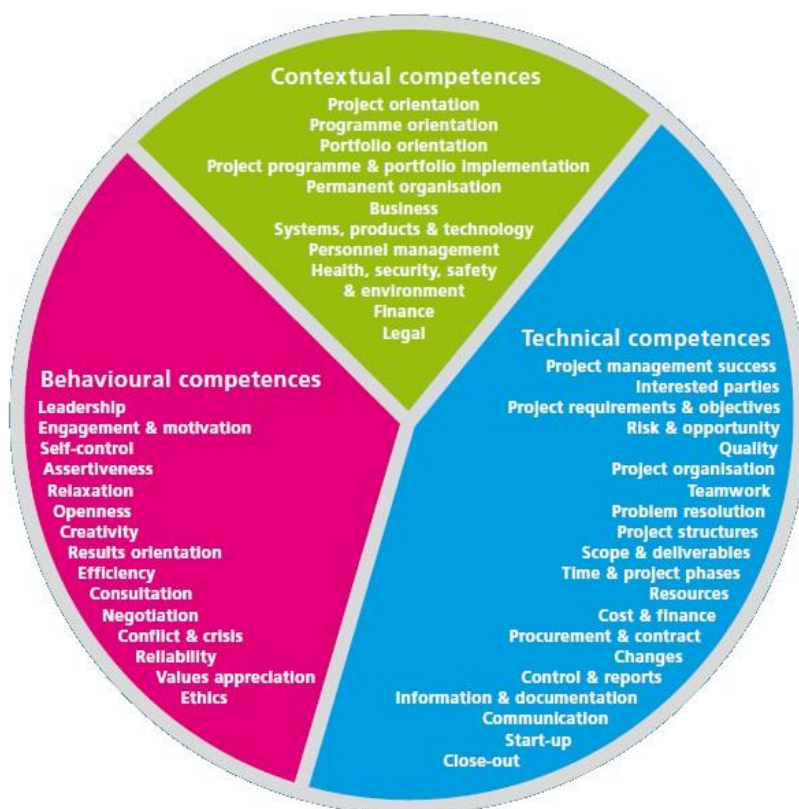 Contextual competences
Project orientation
Programme orientation
Portfolio orientation
Project programme & portfolio implementation
Permanent organisation
Business
Systems, products & technology
Personnel management
Health, security, safety
& environment
Finance
Legal
Technical competences
Project management success
Interested parties
Project requirements & objectives
Risk & opportunity
Quality
Project organisation
Teamwork
Problem resolution
Project structures
Scope & deliverables
Time & project phases
Resources
Cost & finance
Procurement & contract
Changes
Control & reports
Information & documentation
Communication
Start-up
Close-out
Behavioural competences
Leadership
Engagement & motivation
Self-control
Assertiveness
Relaxation
Openness
Creativity
Results orientation
Efficiency
Consultation
Negotiation
Conflict & crisis
Reliability
Values appreciation
Ethics